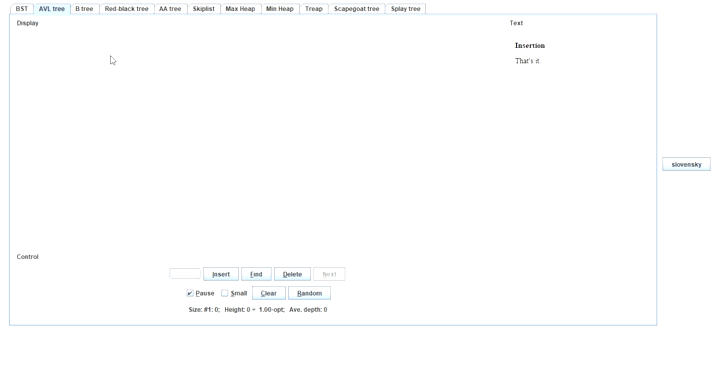 BST AVL tree B tree Red-black tree AA tree Skiplist Max Heap Min Heap Treap Scapegoat tree Splay tree
Display Text
Insertion
That's it.
slovensky
Control
Insert Find Delete Next
Pause Small Clear Random
Size: #1: 0; Height: 0 = 1.00·opt; Ave. depth: 0